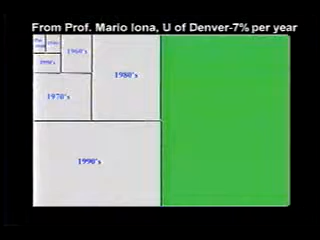 From Prof. Mario Iona, U of Denver-7% per year
1960's
1980's
1970's
1990's